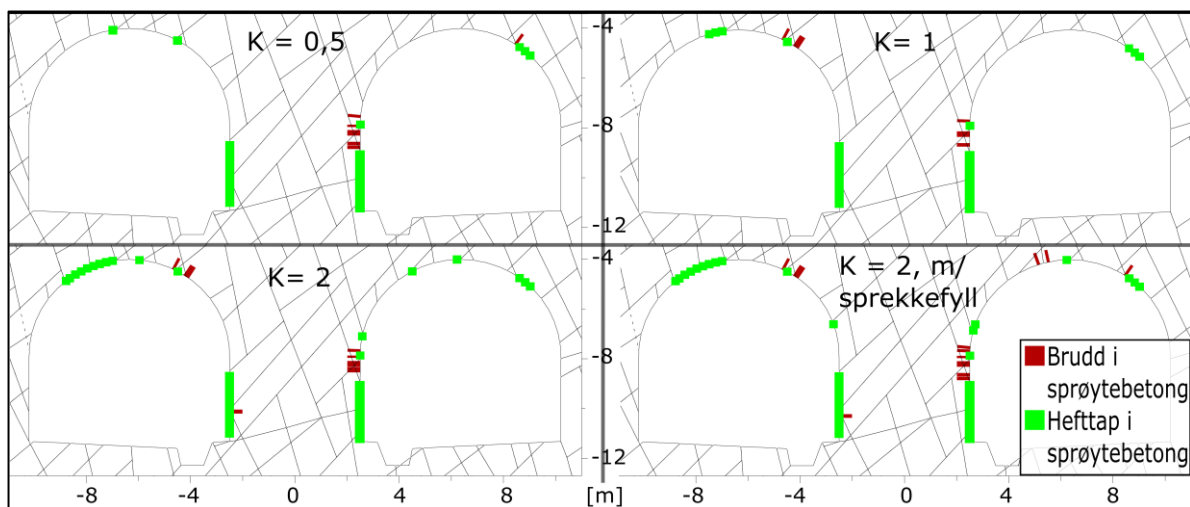 K = 0,5
K= 1
-4
-8
-12
K= 2
K = 2, m/
sprekkefyll
-4
-8
-12
Brudd i
sprøytebetong
Hefttap i
sprøytebetong
-8
-4
0
4
8
[m]
-8
-4
0
4
8